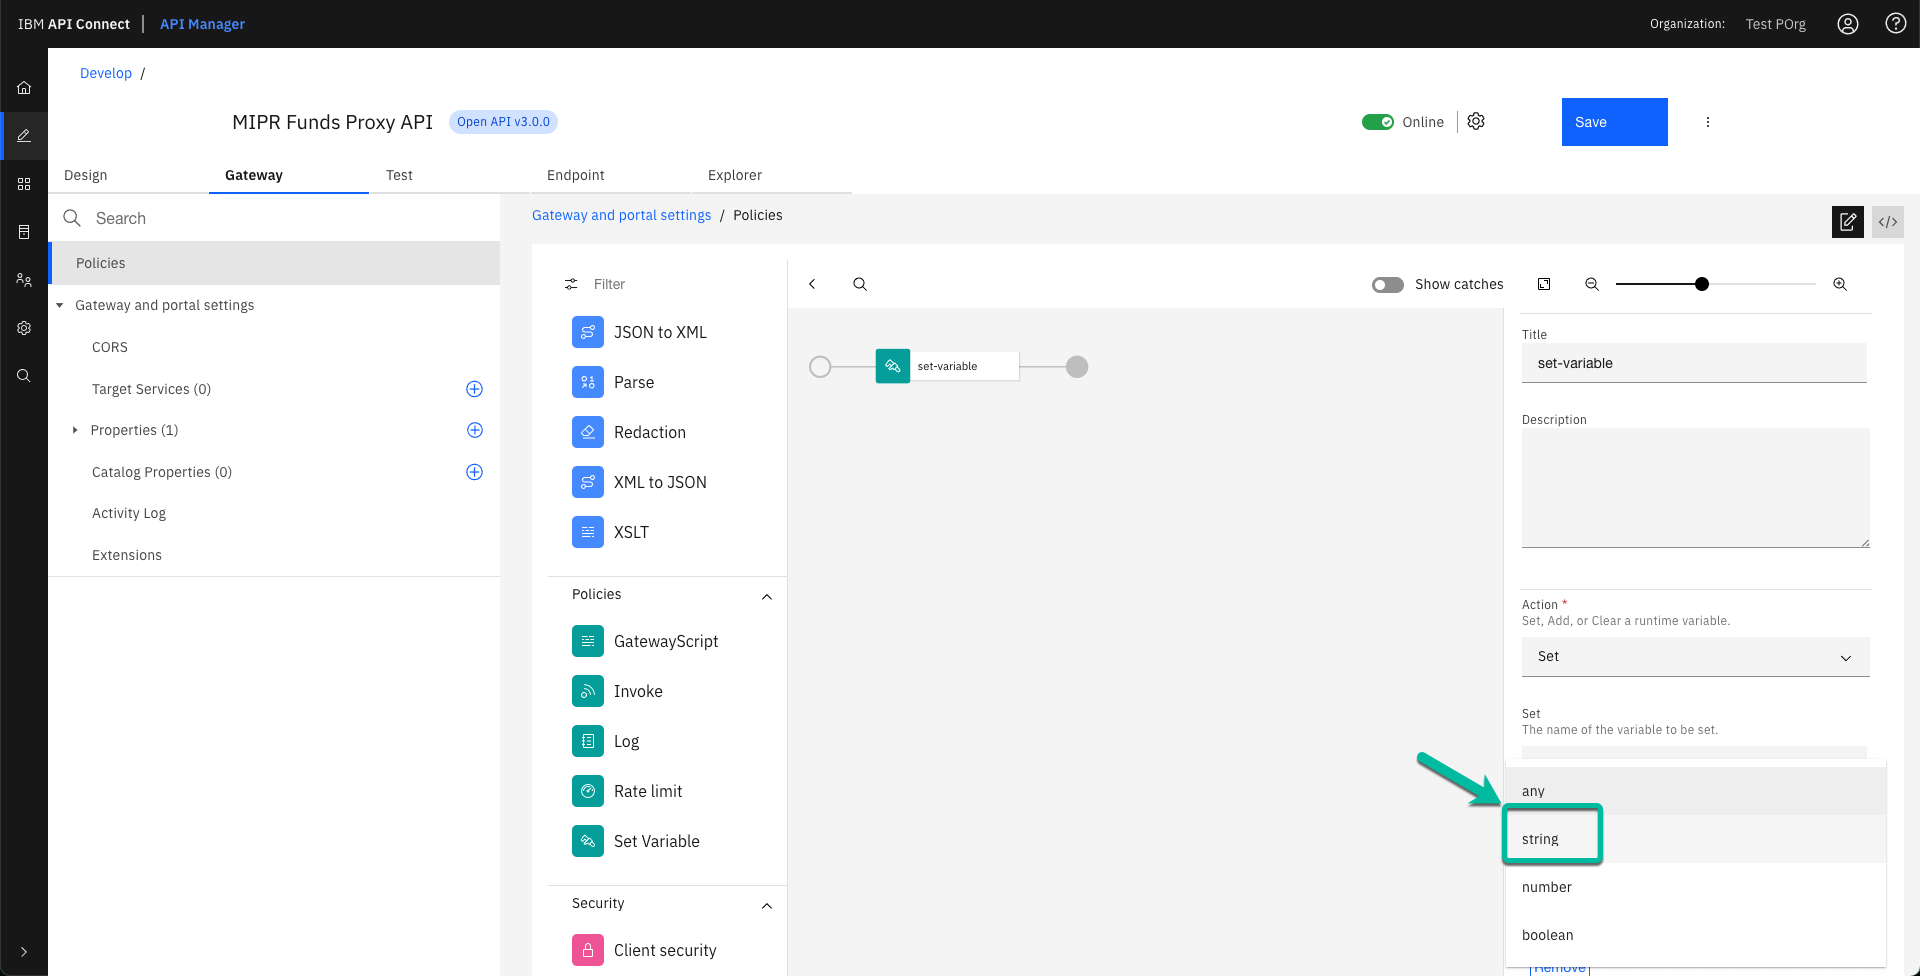 IBM API Connect | API Manager
Organization: Test POrg
Develop /
MIPR Funds Proxy API
Open API v3.0.0
Online
Save
Design
Gateway
Test
Endpoint
Explorer
Search
Policies
Gateway and portal settings
CORS
Target Services (0)
Properties (1)
Catalog Properties (0)
Activity Log
Extensions
Gateway and portal settings / Policies
</>
Filter
JSON to XML
Parse
Redaction
XML to JSON
XSLT
Policies
GatewayScript
Invoke
Log
Rate limit
Set Variable
Security
Client security
Show catches
set-variable
Title
set-variable
Description
Action *
Set, Add, or Clear a runtime variable.
Set
Set
The name of the variable to be set.
any
string
number
boolean
Remove